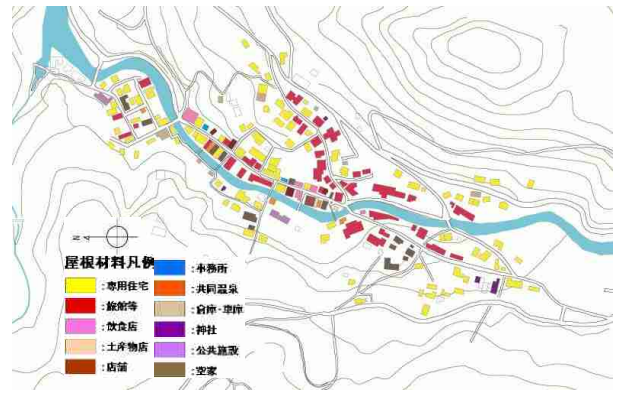 N
屋根材料凡例
:専用住宅
:旅館等
:飲食店
:土産物店
:店舗
:事務所
:共同温泉
:倉庫・車庫
:神社
:公共施設
:空家